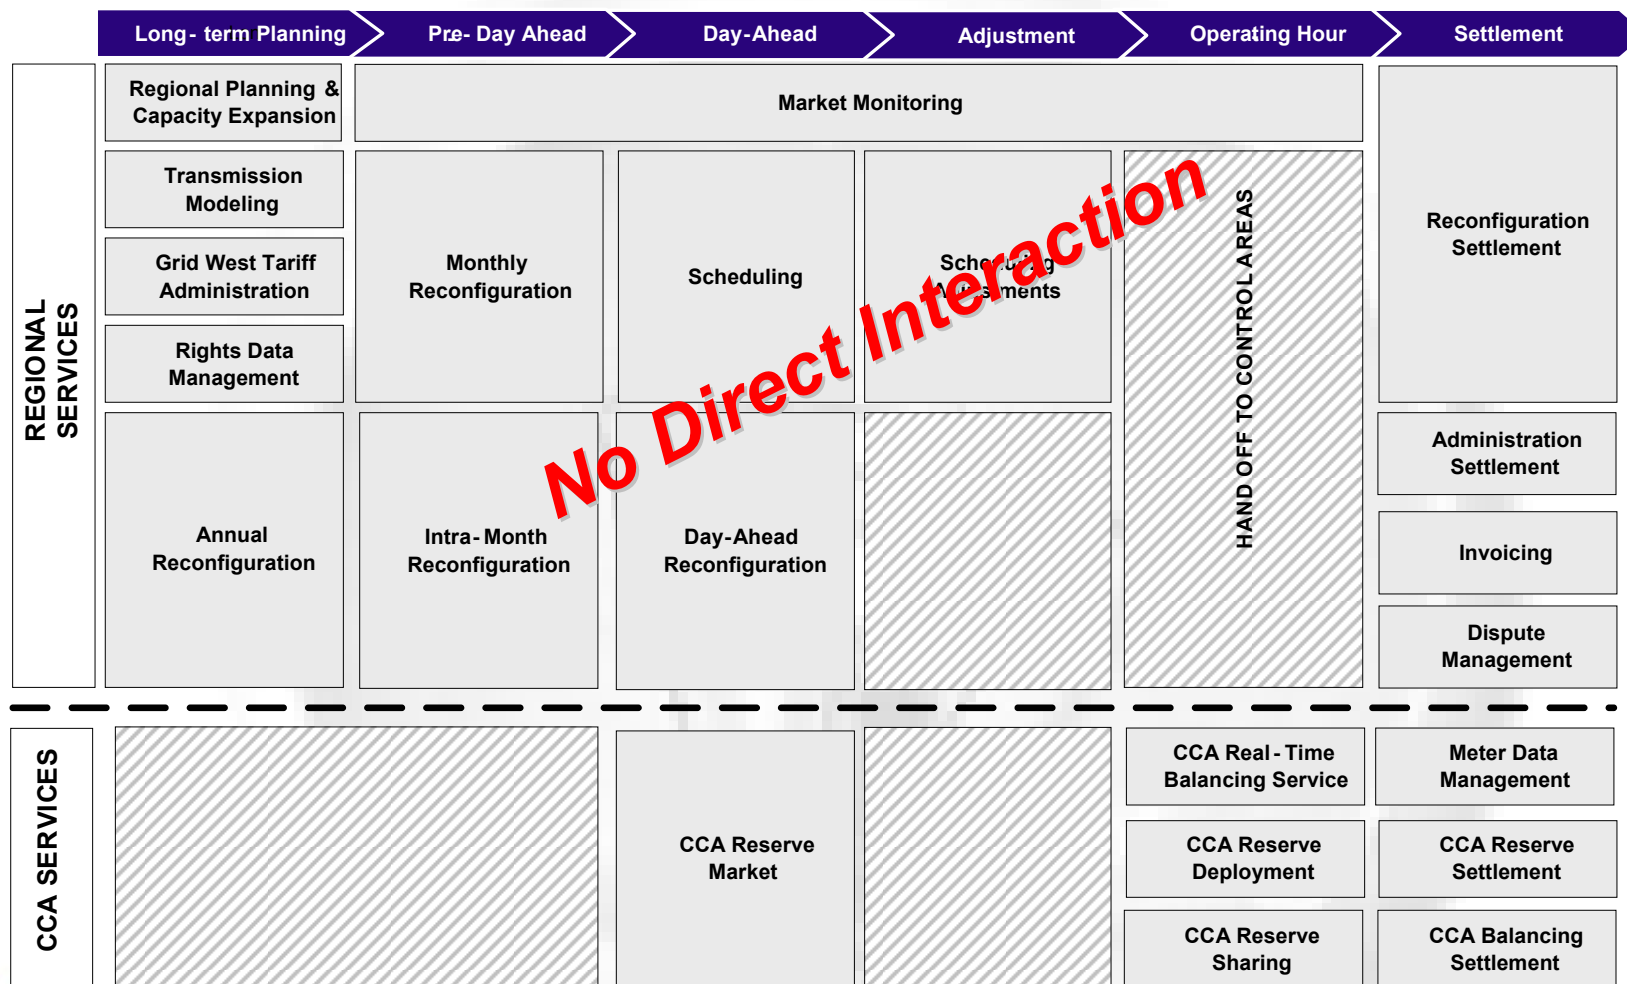 Long- term Planning
Pre- Day Ahead
Day-Ahead
Adjustment
Operating Hour
Settlement
REGIONAL
SERVICES
Regional Planning &
Capacity Expansion
Market Monitoring
Transmission
Modeling
Grid West Tariff
Administration
Rights Data
Management
Monthly
Reconfiguration
Scheduling
Scheduling
Adjustments
HAND OFF TO CONTROL AREAS
Reconfiguration
Settlement
No Direct Interaction
Annual
Reconfiguration
Intra- Month
Reconfiguration
Day-Ahead
Reconfiguration
Administration
Settlement
Invoicing
Dispute
Management
CCA SERVICES
CCA Reserve
Market
CCA Real - Time
Balancing Service
Meter Data
Management
CCA Reserve
Deployment
CCA Reserve
Settlement
CCA Reserve
Sharing
CCA Balancing
Settlement